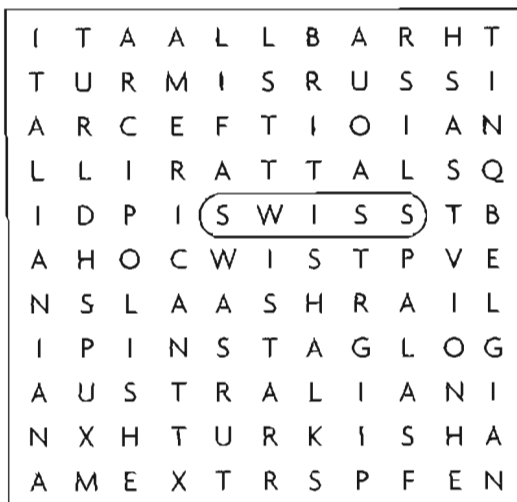 I T A A L L B A R H T
T U R M I S R U S S I
A R C E F T I O I A N
L L I R A T T A L S Q
I D P I S W I S S T B
A H O C W I S T P V E
N S L A A S H R A I L
I P I N S T A G L O G
A U S T R A L I A N I
N X H T U R K I S H A
A M E X T R S P F E N